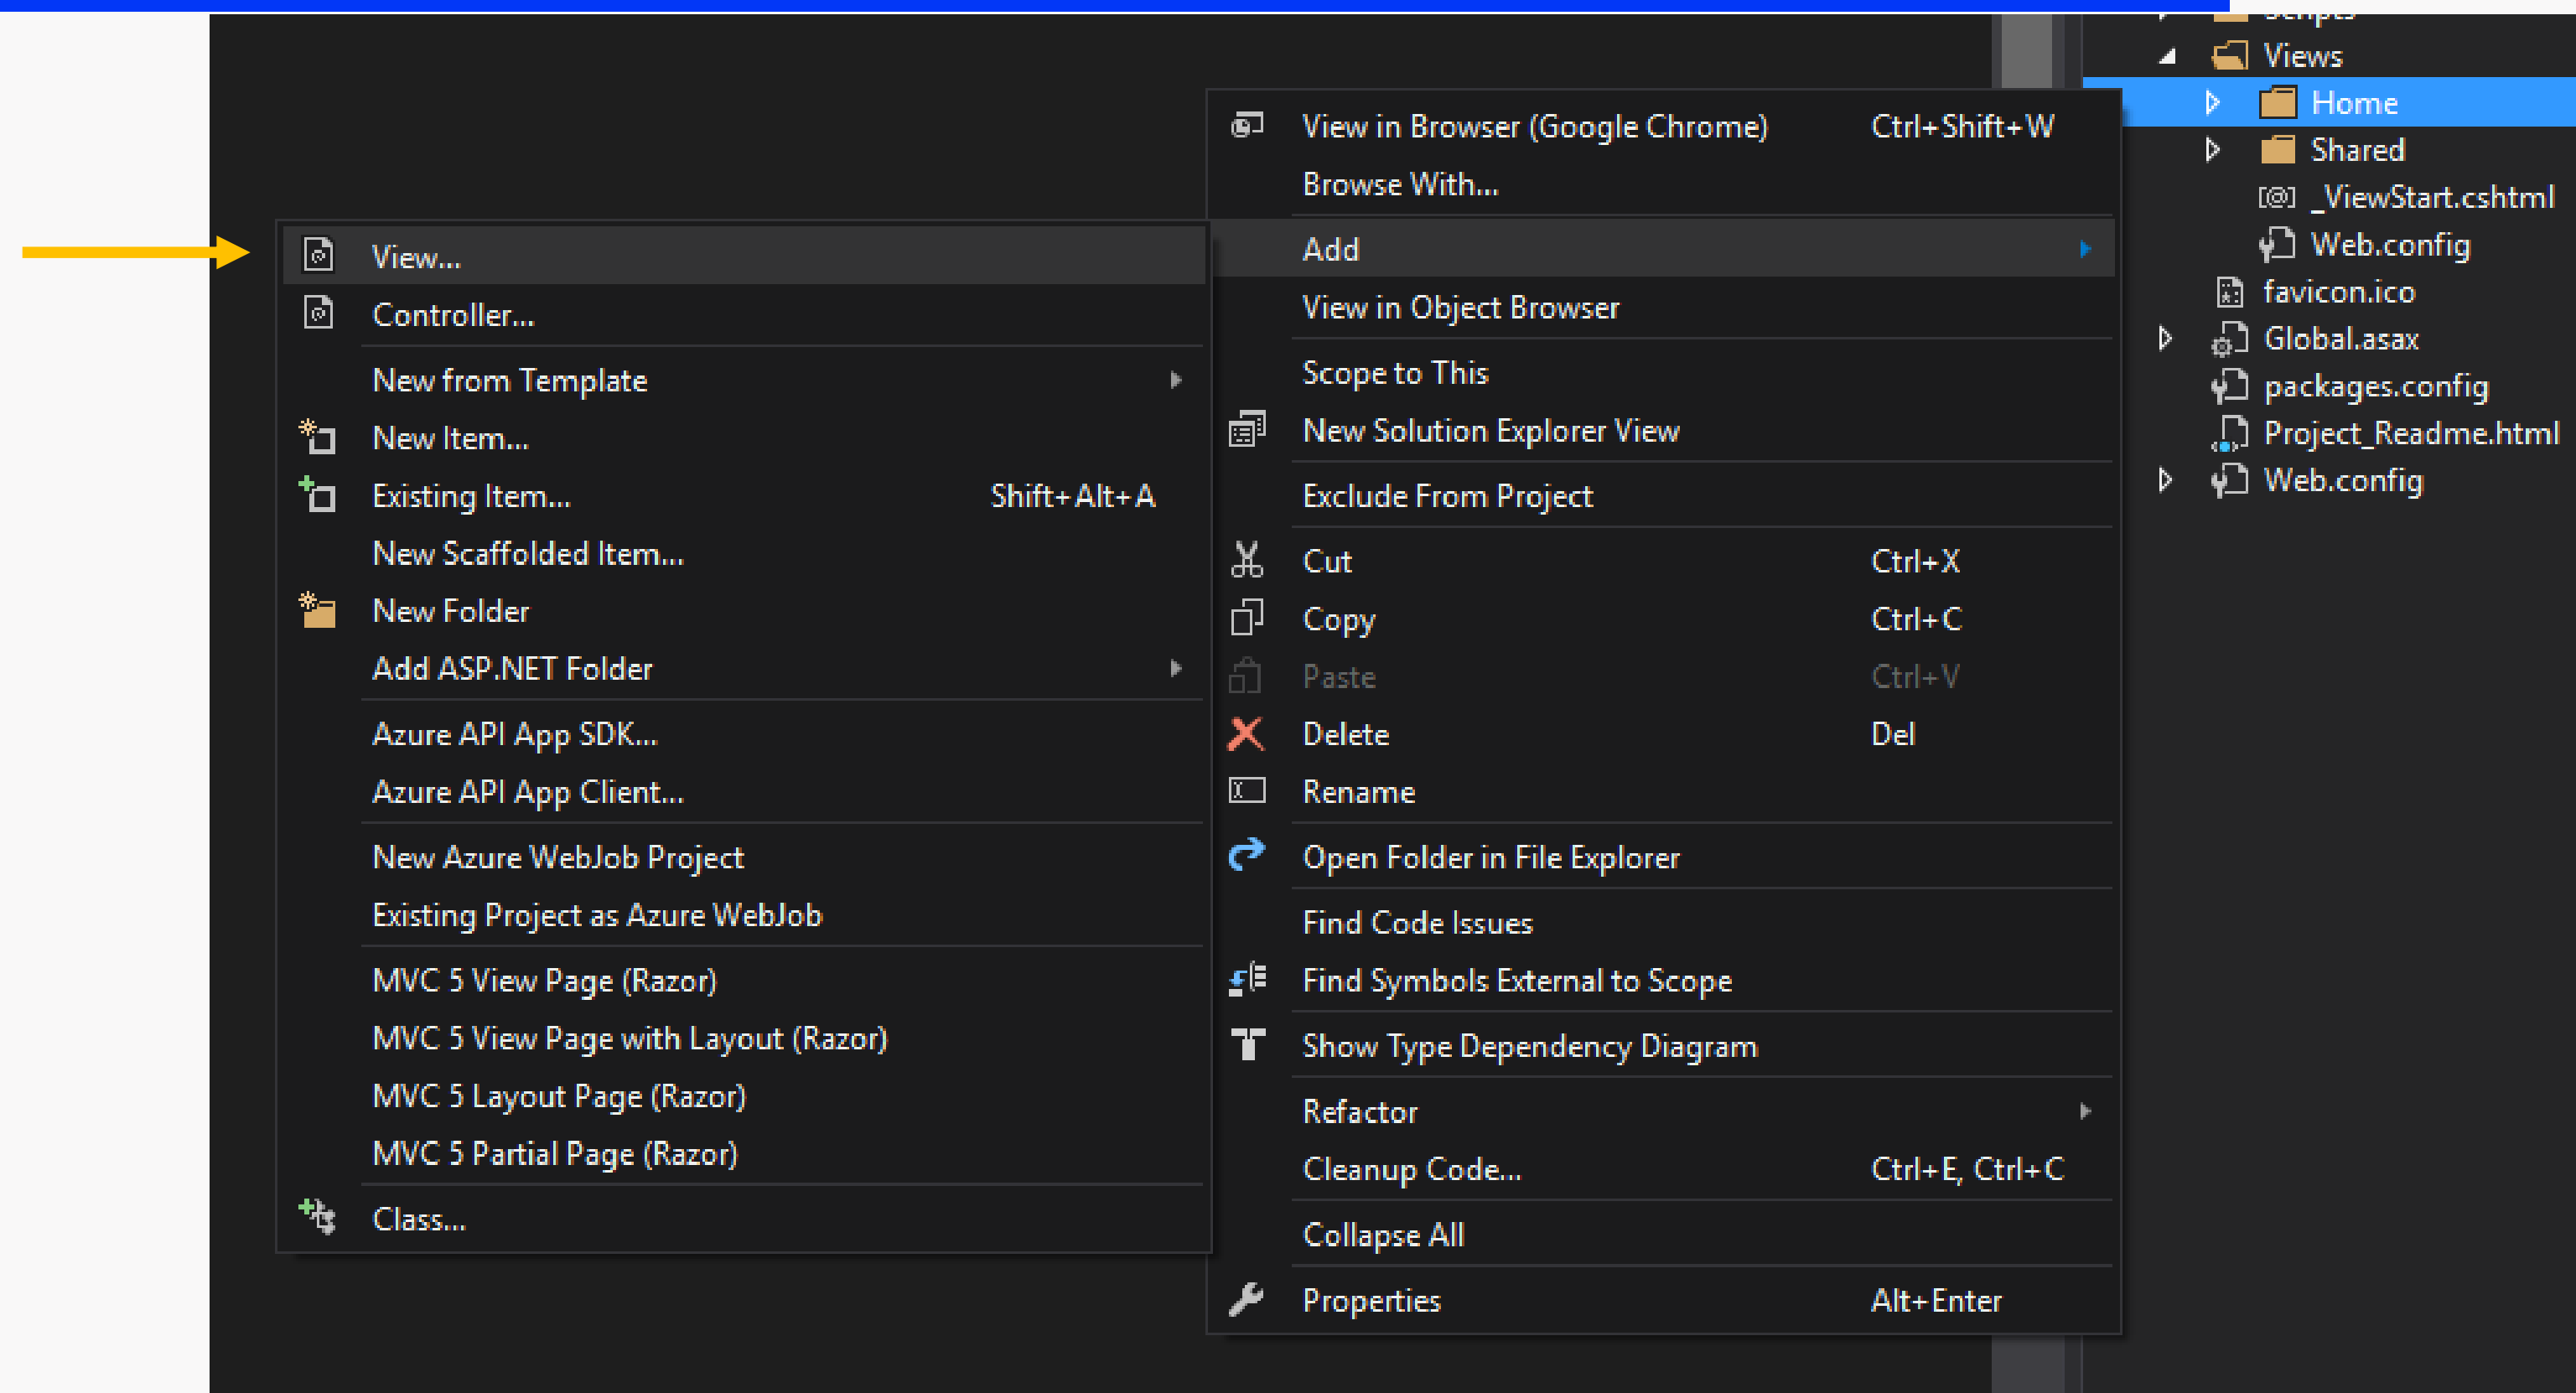 Scripts
Views
Home
Shared
_ViewStart.cshtml
Web.config
favicon.ico
Global.asax
packages.config
Project_Readme.html
Web.config
View in Browser (Google Chrome) Ctrl+Shift+W
Browse With...
Add
View in Object Browser
Scope to This
New Solution Explorer View
Exclude From Project
Cut Ctrl+X
Copy Ctrl+C
Paste Ctrl+V
Delete Del
Rename
Open Folder in File Explorer
Find Code Issues
Find Symbols External to Scope
Show Type Dependency Diagram
Refactor
Cleanup Code... Ctrl+E, Ctrl+C
Collapse All
Properties Alt+Enter
View...
Controller...
New from Template
New Item...
Existing Item... Shift+Alt+A
New Scaffolded Item...
New Folder
Add ASP.NET Folder
Azure API App SDK...
Azure API App Client...
New Azure WebJob Project
Existing Project as Azure WebJob
MVC 5 View Page (Razor)
MVC 5 View Page with Layout (Razor)
MVC 5 Layout Page (Razor)
MVC 5 Partial Page (Razor)
Class...